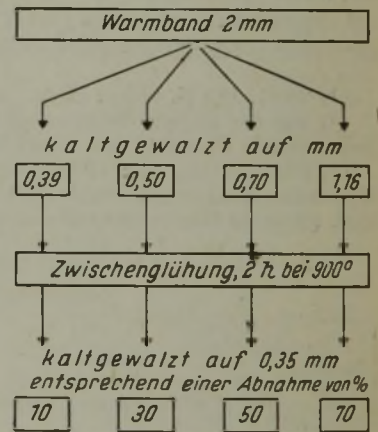 Warmband 2 mm
kaltgewalzt auf mm
0,39 0,50 0,70 1,16
Zwischenglühung, 2 h bei 900°
kaltgewalzt auf 0,35 mm
entsprechend einer Abnahme von %
10 30 50 70